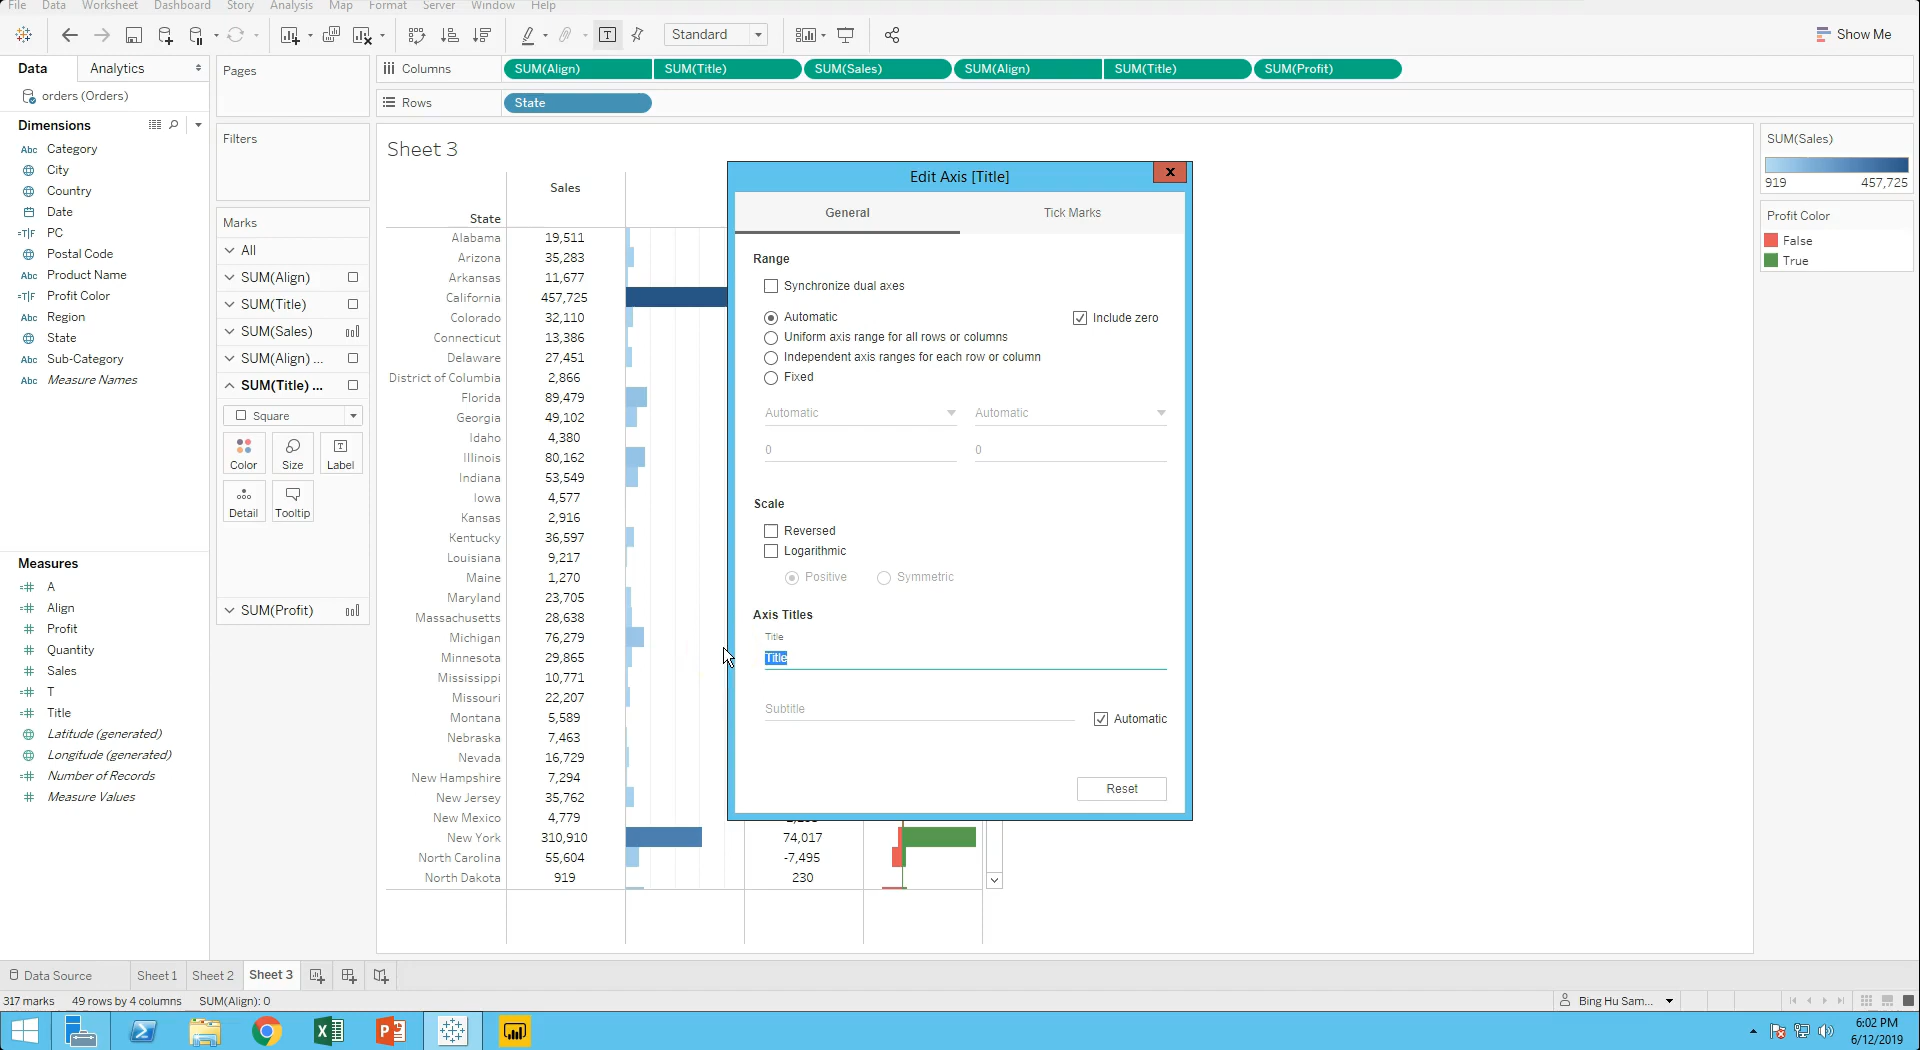 File Data Worksheet Dashboard Story Analysis Map Format Server Window Help
Standard
Show Me
Data Analytics
orders (Orders)
Dimensions
Abc Category
City
Country
Date
=T|F PC
Postal Code
Abc Product Name
=T|F Profit Color
Abc Region
State
Abc Sub-Category
Abc Measure Names
Measures
=# A
=# Align
# Profit
# Quantity
# Sales
=# T
=# Title
Latitude (generated)
Longitude (generated)
=# Number of Records
# Measure Values
Pages
Filters
Marks
All
SUM(Align)
SUM(Title)
SUM(Sales)
SUM(Align) ...
SUM(Title) ...
Square
Color Size Label
Detail Tooltip
SUM(Profit)
Columns SUM(Align) SUM(Title) SUM(Sales) SUM(Align) SUM(Title) SUM(Profit)
Rows State
Sheet 3
Sales
State
Alabama 19,511
Arizona 35,283
Arkansas 11,677
California 457,725
Colorado 32,110
Connecticut 13,386
Delaware 27,451
District of Columbia 2,866
Florida 89,479
Georgia 49,102
Idaho 4,380
Illinois 80,162
Indiana 53,549
Iowa 4,577
Kansas 2,916
Kentucky 36,597
Louisiana 9,217
Maine 1,270
Maryland 23,705
Massachusetts 28,638
Michigan 76,279
Minnesota 29,865
Mississippi 10,771
Missouri 22,207
Montana 5,589
Nebraska 7,463
Nevada 16,729
New Hampshire 7,294
New Jersey 35,762
New Mexico 4,779
New York 310,910 74,017
North Carolina 55,604 -7,495
North Dakota 919 230
Edit Axis [Title]
x
General Tick Marks
Range
Synchronize dual axes
Automatic Include zero
Uniform axis range for all rows or columns
Independent axis ranges for each row or column
Fixed
Automatic Automatic
0 0
Scale
Reversed
Logarithmic
Positive Symmetric
Axis Titles
Title
Title
Subtitle
Automatic
Reset
SUM(Sales)
919 457,725
Profit Color
False
True
Data Source Sheet 1 Sheet 2 Sheet 3
317 marks 49 rows by 4 columns SUM(Align): 0
Bing Hu Sam...
6:02 PM
6/12/2019